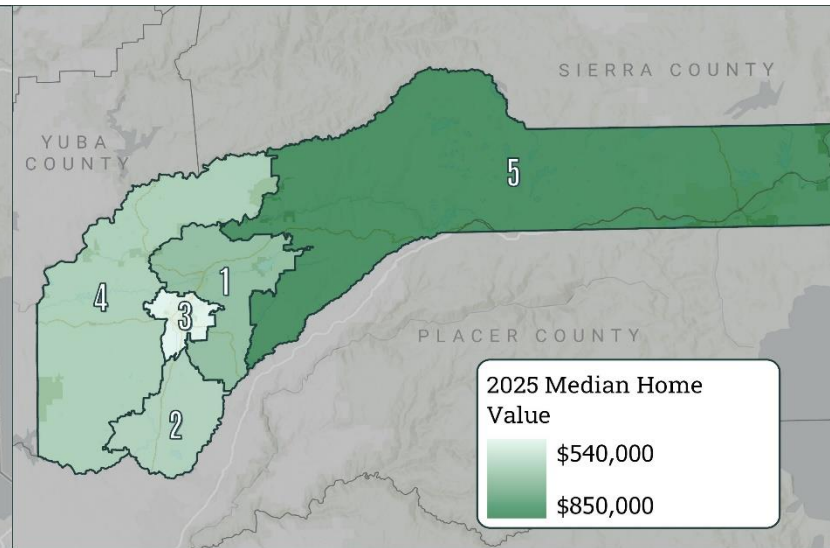 SIERRA COUNTY
YUBA
COUNTY
5
1
4
3
PLACER COUNTY
2
2025 Median Home
Value
$540,000
$850,000